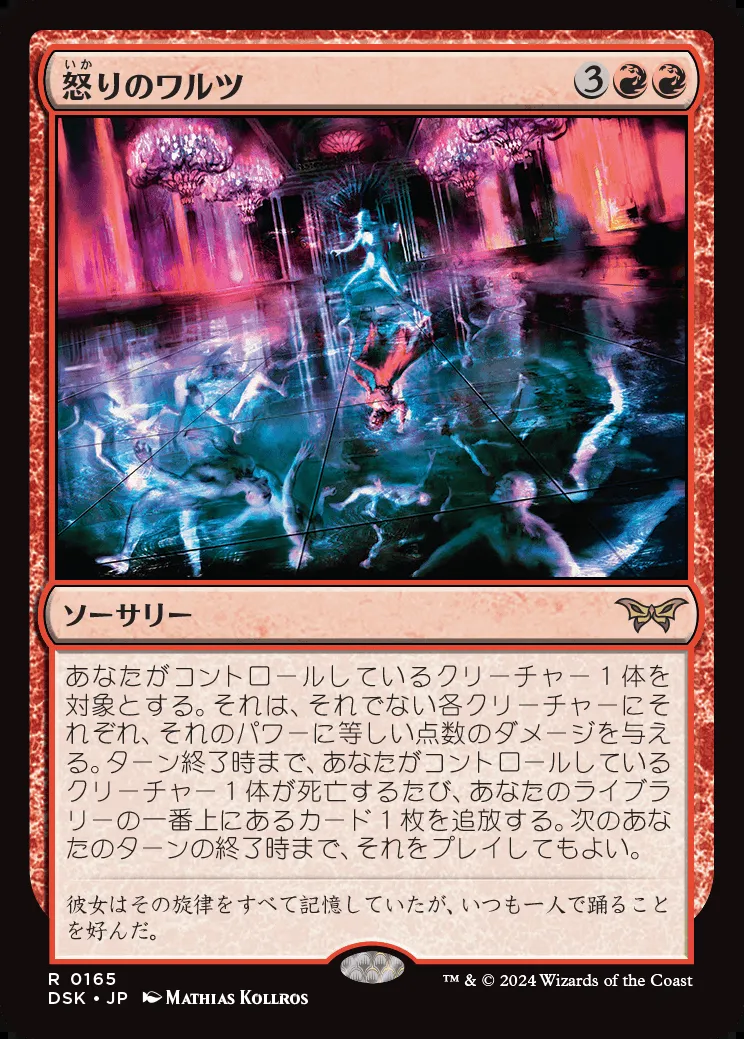 いか
怒りのワルツ
3
ソーサリー
あなたがコントロールしているクリーチャー１体を
対象とする。それは、それでない各クリーチャーにそ
れぞれ、それのパワーに等しい点数のダメージを与え
る。ターン終了時まで、あなたがコントロールしている
クリーチャー１体が死亡するたび、あなたのライブラ
リーの一番上にあるカード１枚を追放する。次のあな
たのターンの終了時まで、それをプレイしてもよい。
彼女はその旋律をすべて記憶していたが、いつも一人で踊ること
を好んだ。
R 0165
DSK • JP MATHIAS KOLLROS
™ & © 2024 Wizards of the Coast